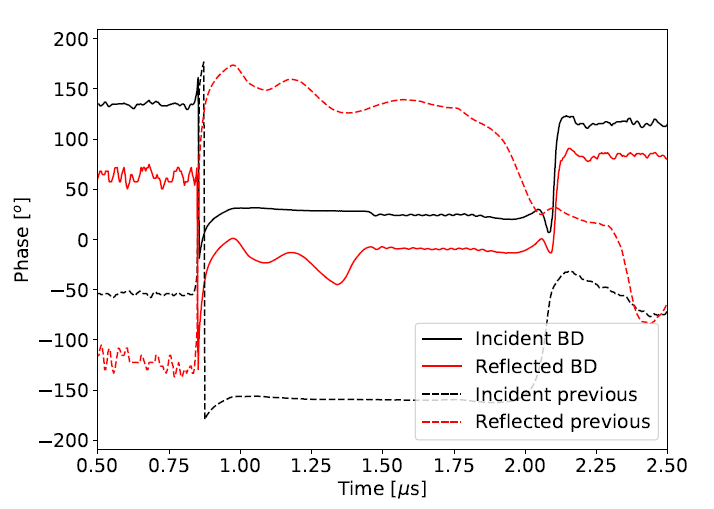 200
150
100
50
0
−50
−100
−150
−200
Phase [°]
Incident BD
Reflected BD
Incident previous
Reflected previous
0.50 0.75 1.00 1.25 1.50 1.75 2.00 2.25 2.50
Time [μs]